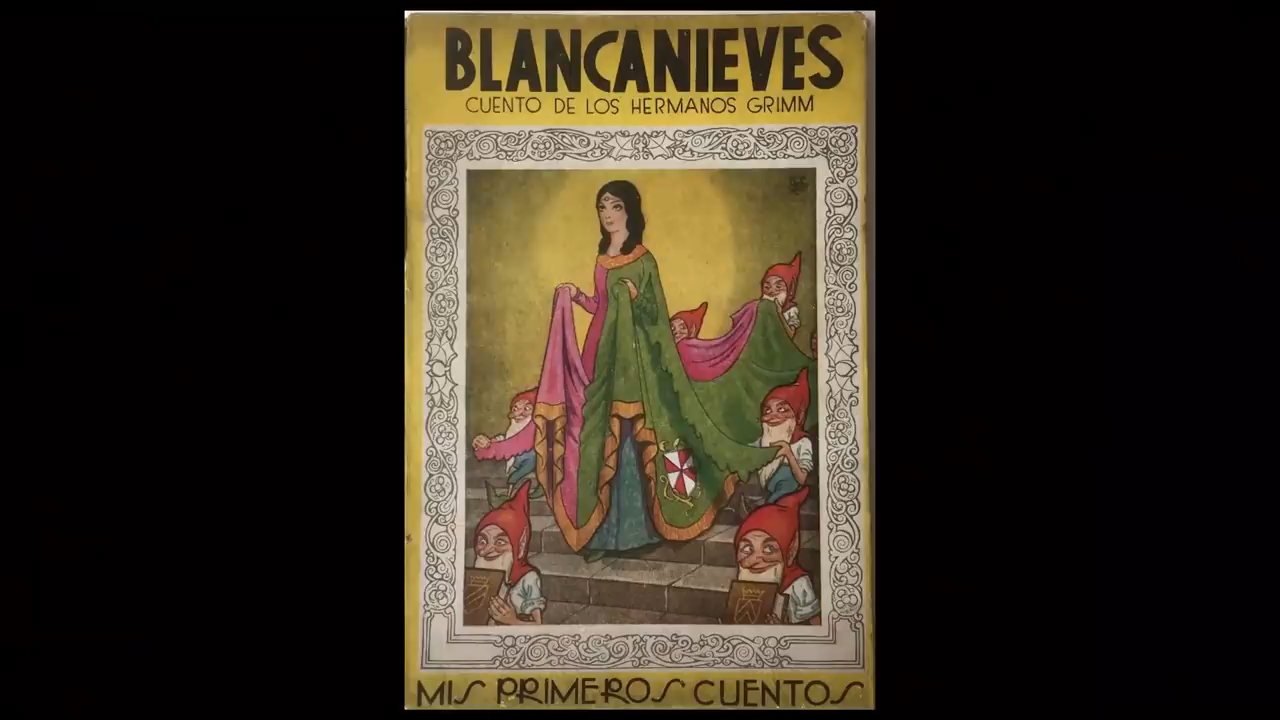 BLANCANIEVES
CUENTO DE LOS HERMANOS GRIMM
MIS PRIMEROS CUENTOS